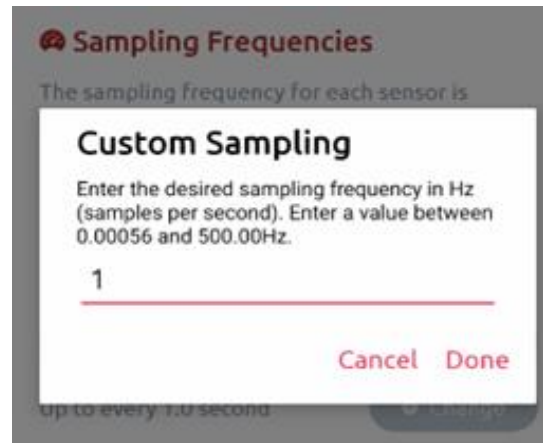 Sampling Frequencies
The sampling frequency for each sensor is
Custom Sampling
Enter the desired sampling frequency in Hz
(samples per second). Enter a value between
0.00056 and 500.00Hz.
1
Cancel Done
Up to every 1.0 second
Change